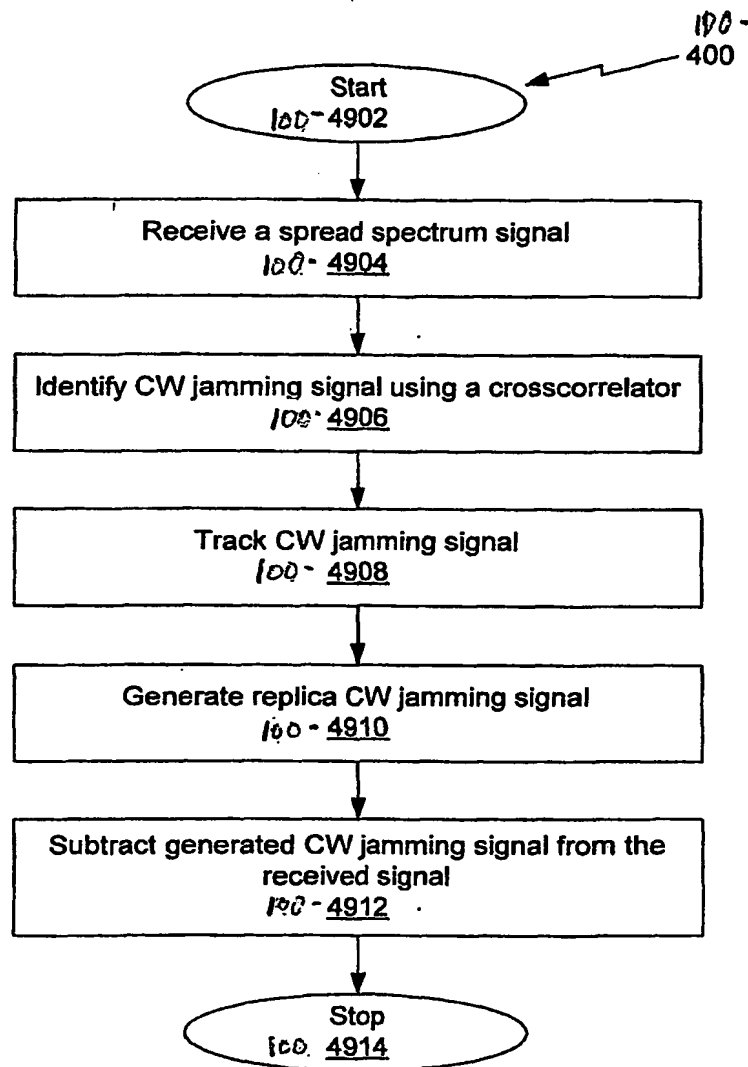 100-
400
Start
100-4902
Receive a spread spectrum signal
100-4904
Identify CW jamming signal using a crosscorrelator
100-4906
Track CW jamming signal
100-4908
Generate replica CW jamming signal
100-4910
Subtract generated CW jamming signal from the
received signal
100-4912
Stop
100-4914